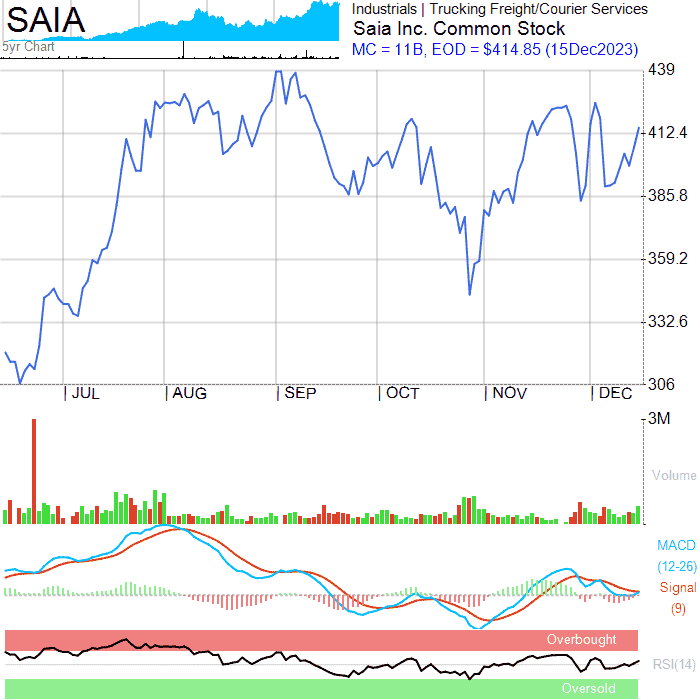 SAIA
5yr Chart
Industrials | Trucking Freight/Courier Services
Saia Inc. Common Stock
MC = 11B, EOD = $414.85 (15Dec2023)
439
412.4
385.8
359.2
332.6
306
| JUL | AUG | SEP | OCT | NOV | DEC
3M
Volume
MACD
(12-26)
Signal
(9)
Overbought
RSI(14)
Oversold